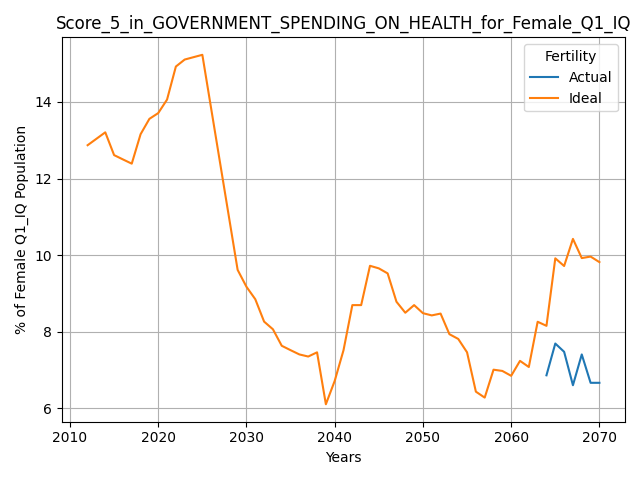 Score_5_in_GOVERNMENT_SPENDING_ON_HEALTH_for_Female_Q1_IQ
Fertility
Actual
Ideal
% of Female Q1_IQ Population
14
12
10
8
6
2010 2020 2030 2040 2050 2060 2070
Years